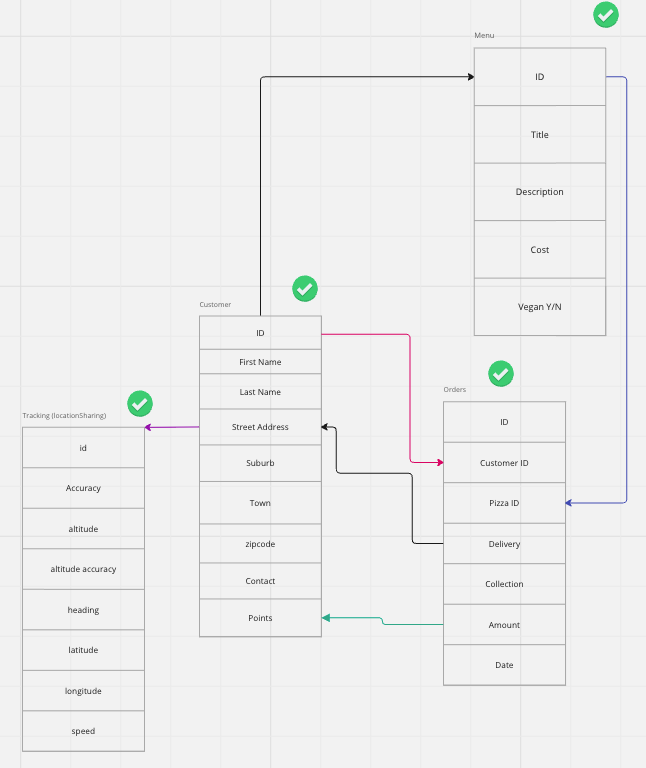 Menu
ID
Title
Description
Cost
Vegan Y/N
Customer
ID
First Name
Last Name
Street Address
Suburb
Town
zipcode
Contact
Points
Orders
ID
Customer ID
Pizza ID
Delivery
Collection
Amount
Date
Tracking (locationSharing)
id
Accuracy
altitude
altitude accuracy
heading
latitude
longitude
speed